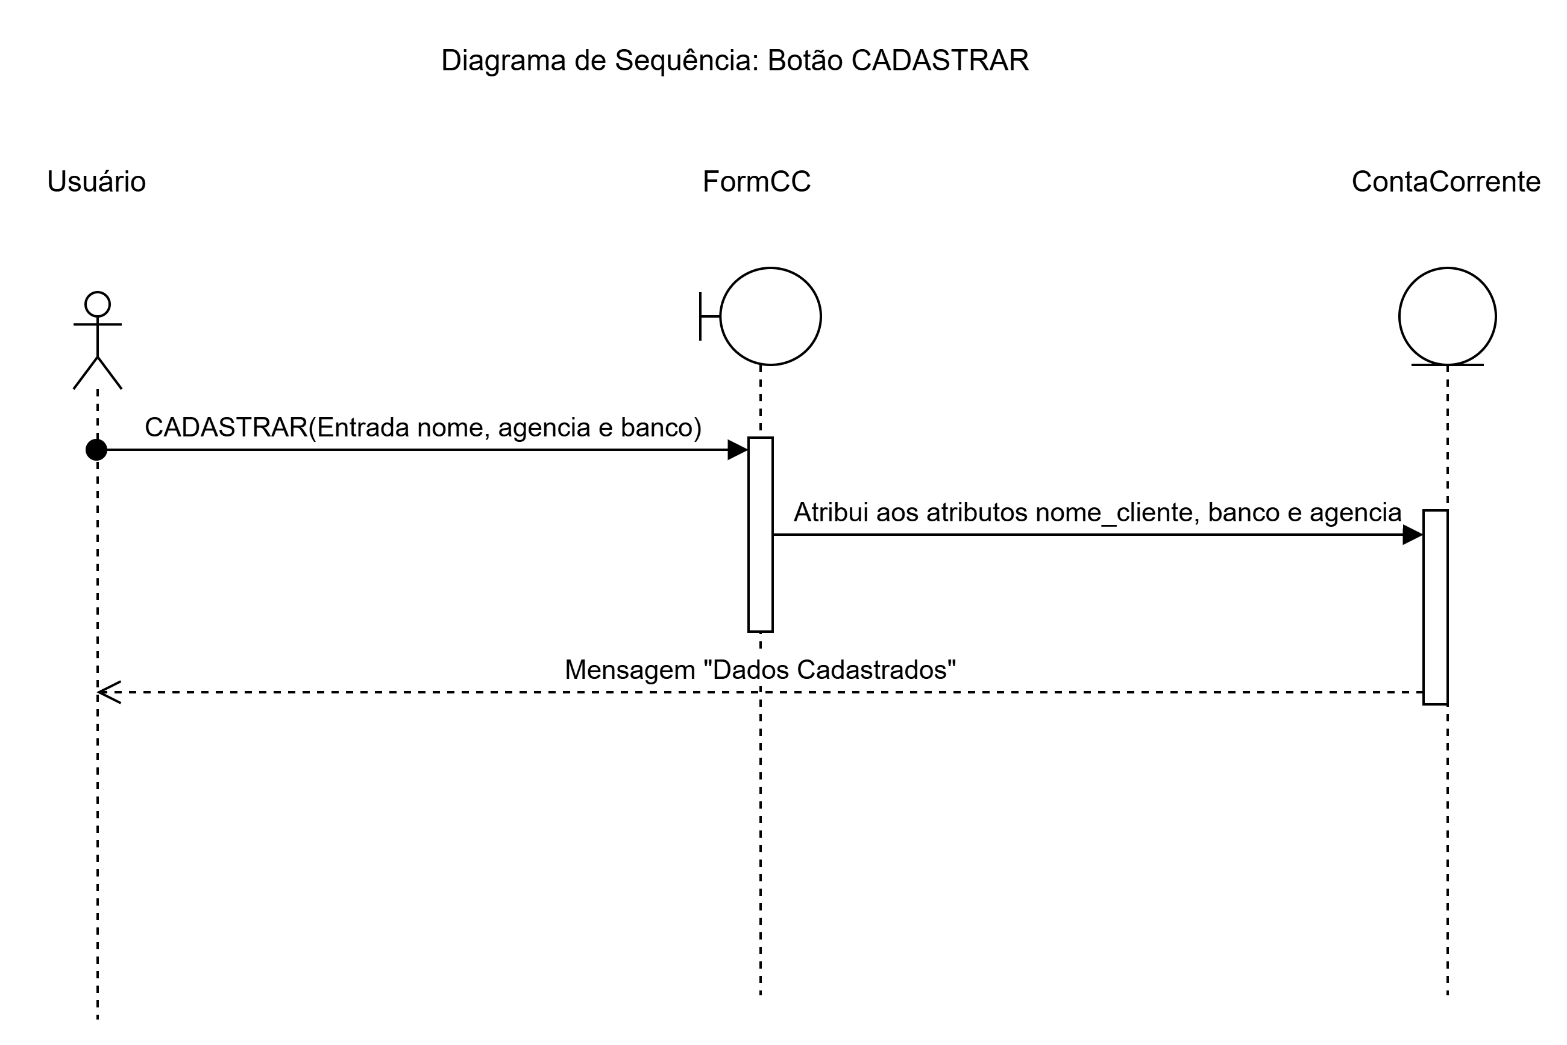 Diagrama de Sequência: Botão CADASTRAR
Usuário
FormCC
ContaCorrente
CADASTRAR(Entrada nome, agencia e banco)
Atribui aos atributos nome_cliente, banco e agencia
Mensagem "Dados Cadastrados"